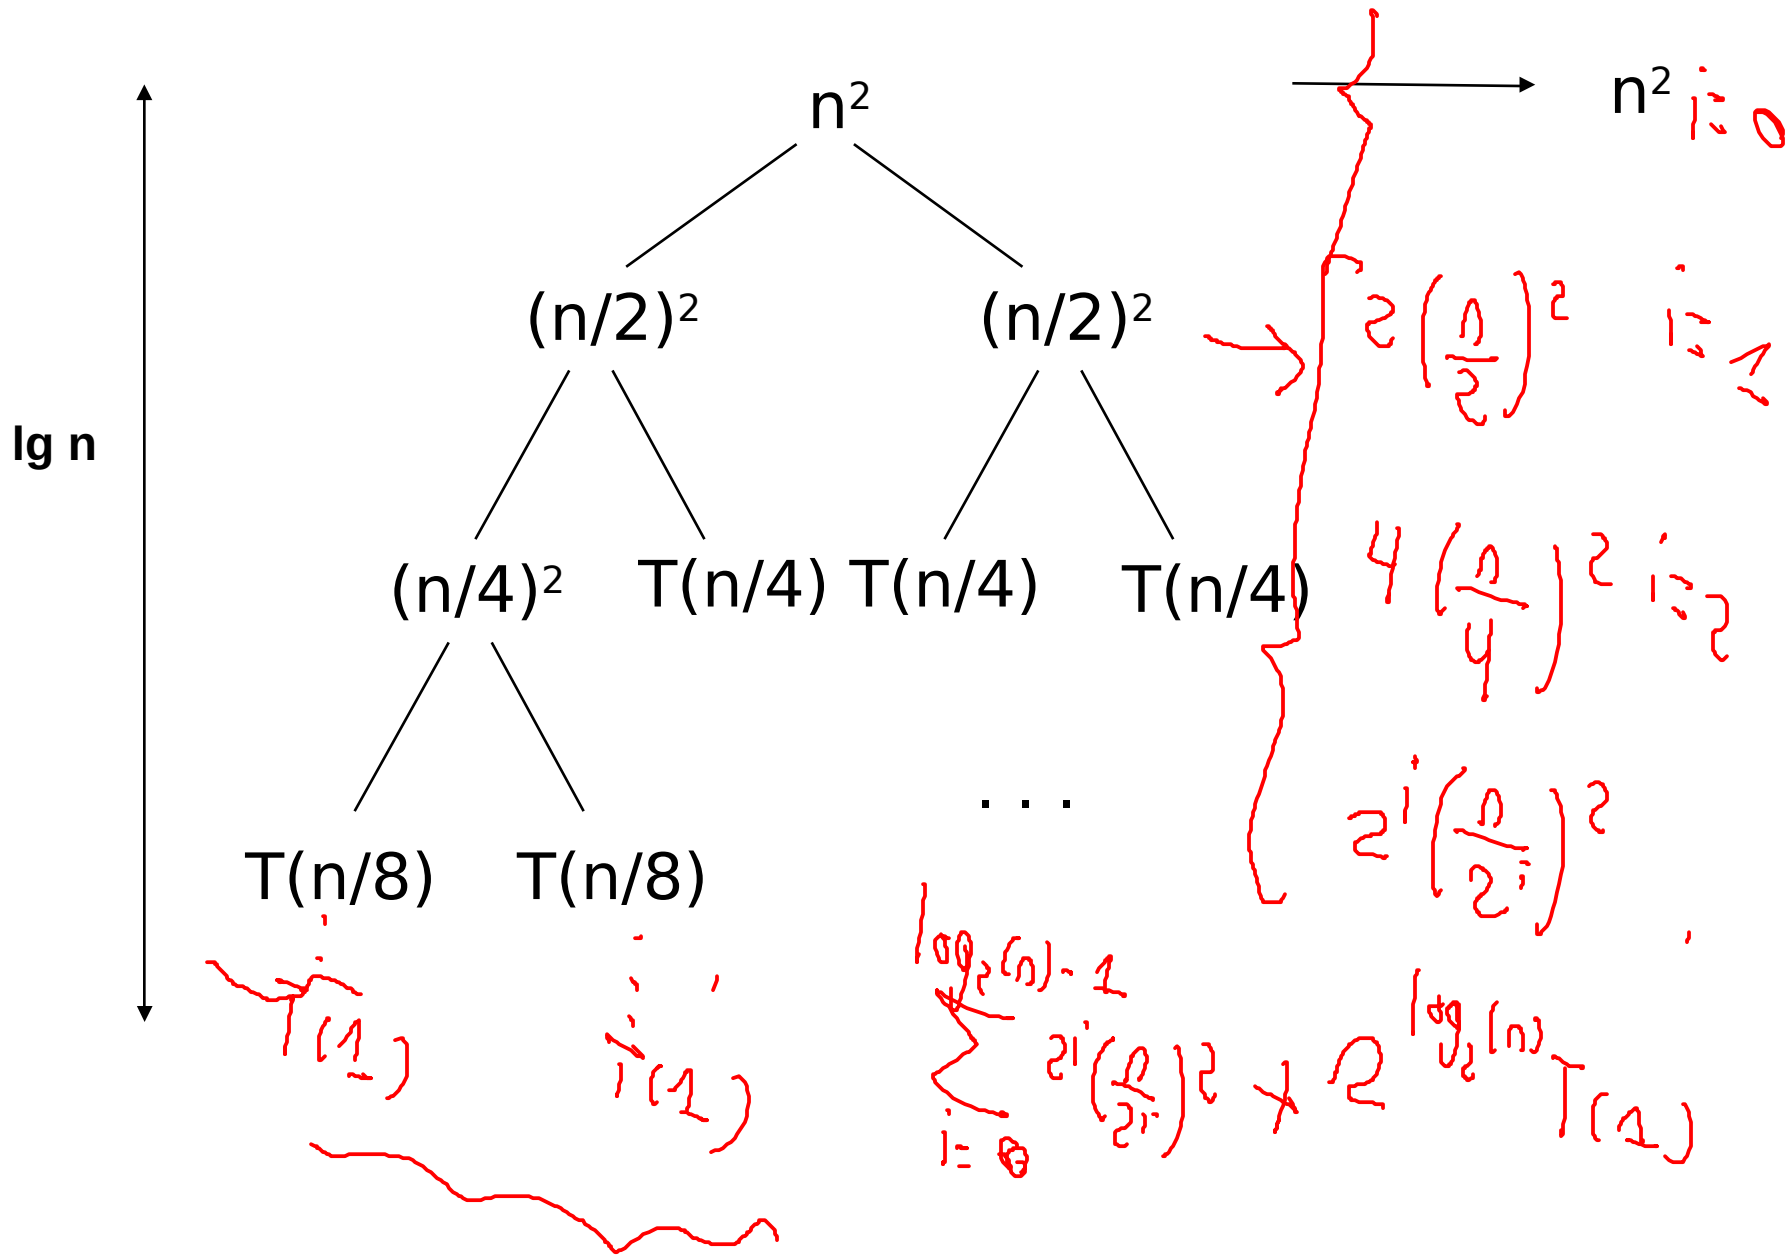 n² n² i = 0
(n/2)² (n/2)² 2 (n/2)² i = 1
lg n
(n/4)² T(n/4) T(n/4) T(n/4) 4 (n/4)² i = 2
. . .
T(n/8) T(n/8) 2^i (n/2^i)²
T(1) T(1) ∑_{i=0}^{log₂(n)-1} 2^i (n/2^i)² + 2^{log₂(n)} T(1)